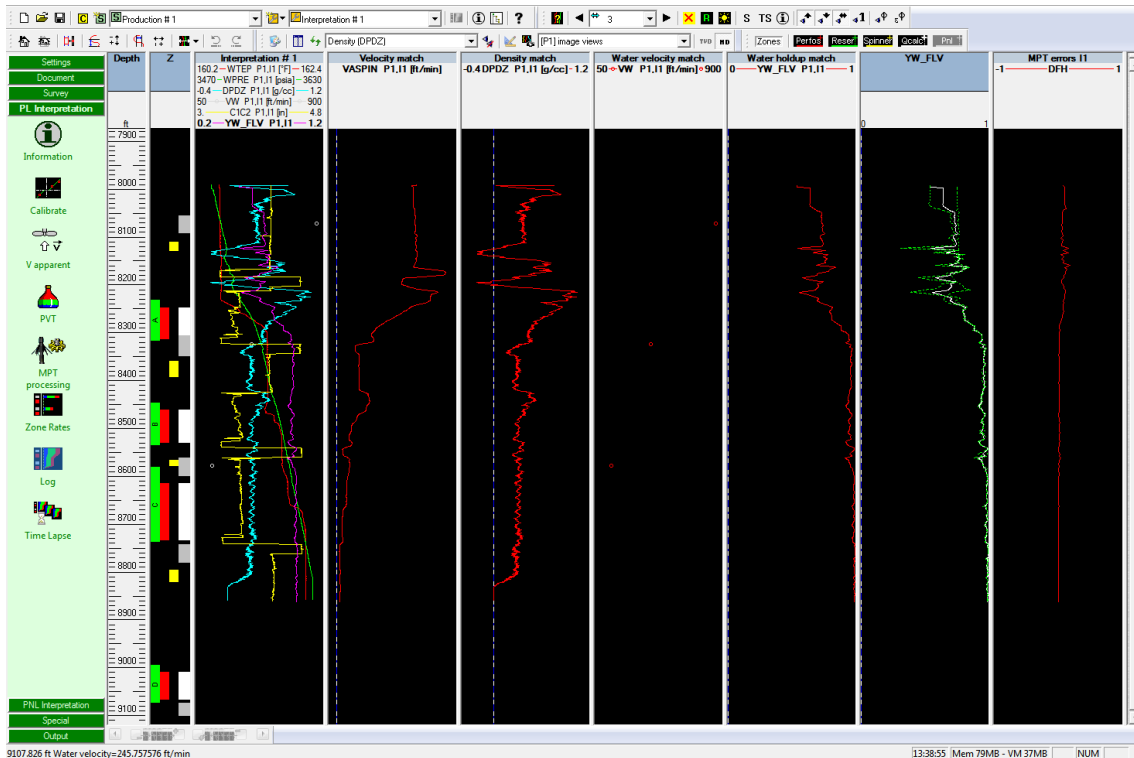 Production # 1
Interpretation # 1
3
S TS
Density (DPDZ)
[P1] image views
TVD MD
Zones
Perfos
Spinne
Qcalc
Pnl
Settings
Document
Survey
PL Interpretation
Information
Calibrate
V apparent
PVT
MPT
processing
Zone Rates
Log
Time Lapse
PNL Interpretation
Special
Output
Depth
ft
Z
Interpretation # 1
160.2 WTEP P1,I1 [°F] 162.4
3470 WPRE P1,I1 [psia] 3630
-0.4 DPDZ P1,I1 [g/cc] 1.2
50 VW P1,I1 [ft/min] 900
3. C1C2 P1,I1 [in] 4.8
0.2 YW_FLV P1,I1 1.2
Velocity match
VASPIN P1,I1 [ft/min]
Density match
-0.4 DPDZ P1,I1 [g/cc] 1.2
Water velocity match
50 VW P1,I1 [ft/min] 900
Water holdup match
0 YW_FLV P1,I1 1
YW_FLV
0 1
MPT errors I1
-1 DFH 1
7900
8000
8100
8200
8300
8400
8500
8600
8700
8800
8900
9000
9100
A
B
C
D
9107.826 ft Water velocity=245.757576 ft/min
13:38:55 Mem 79MB - VM 37MB NUM